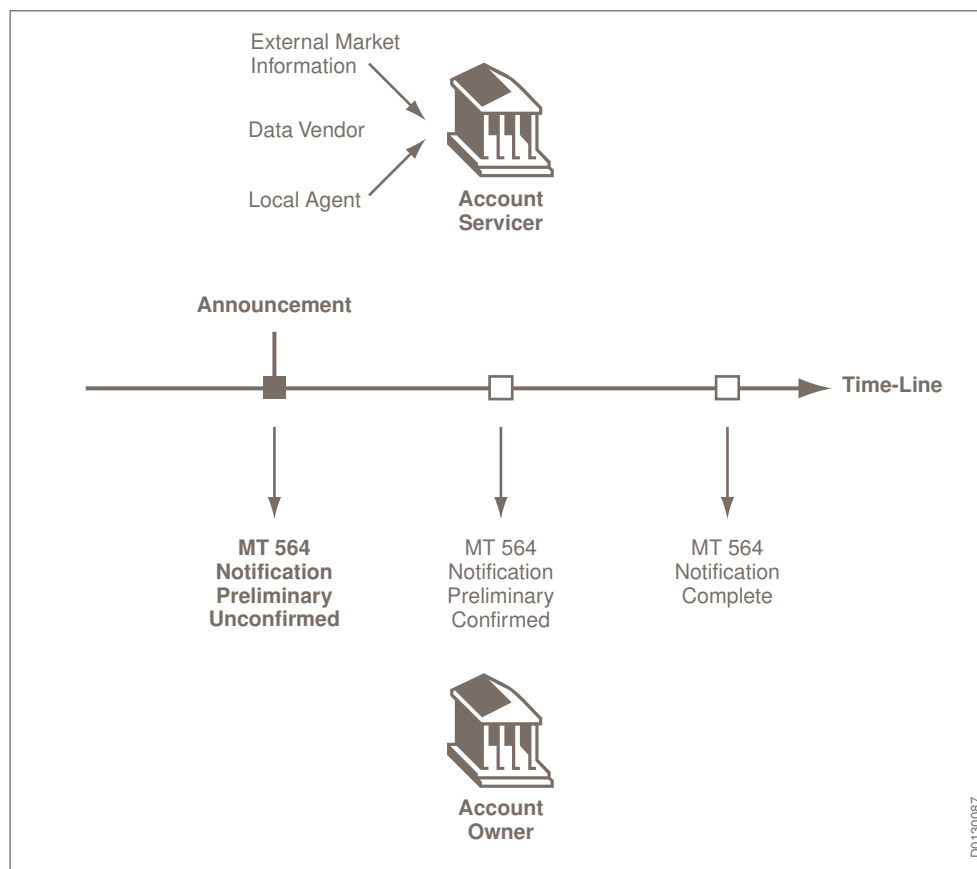 External Market
Information
Data Vendor
Local Agent
Account
Servicer
Announcement
Time-Line
MT 564
Notification
Preliminary
Unconfirmed
MT 564
Notification
Preliminary
Confirmed
MT 564
Notification
Complete
Account
Owner
D0130087